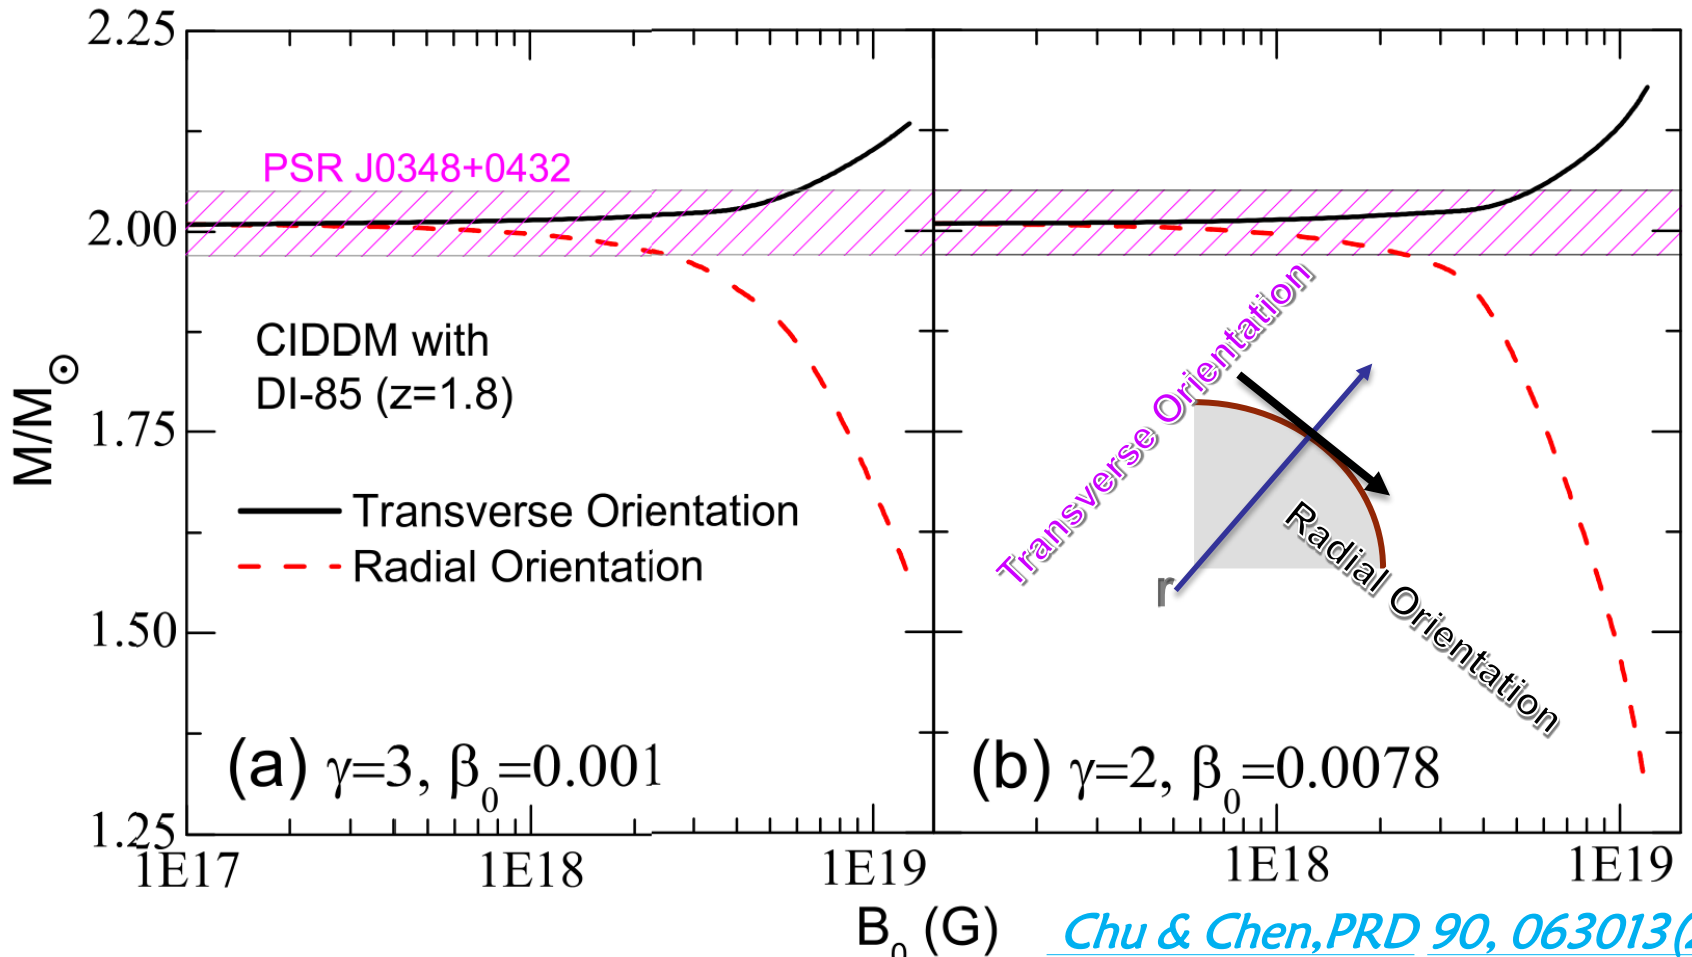 2.25
2.00
1.75
1.50
1.25
M/M⊙
PSR J0348+0432
CIDDM with
DI-85 (z=1.8)
Transverse Orientation
Radial Orientation
(a) γ=3, β0=0.001
Transverse Orientation
r
Radial Orientation
(b) γ=2, β0=0.0078
1E17 1E18 1E19 1E18 1E19
B0 (G)
Chu & Chen,PRD 90, 063013(